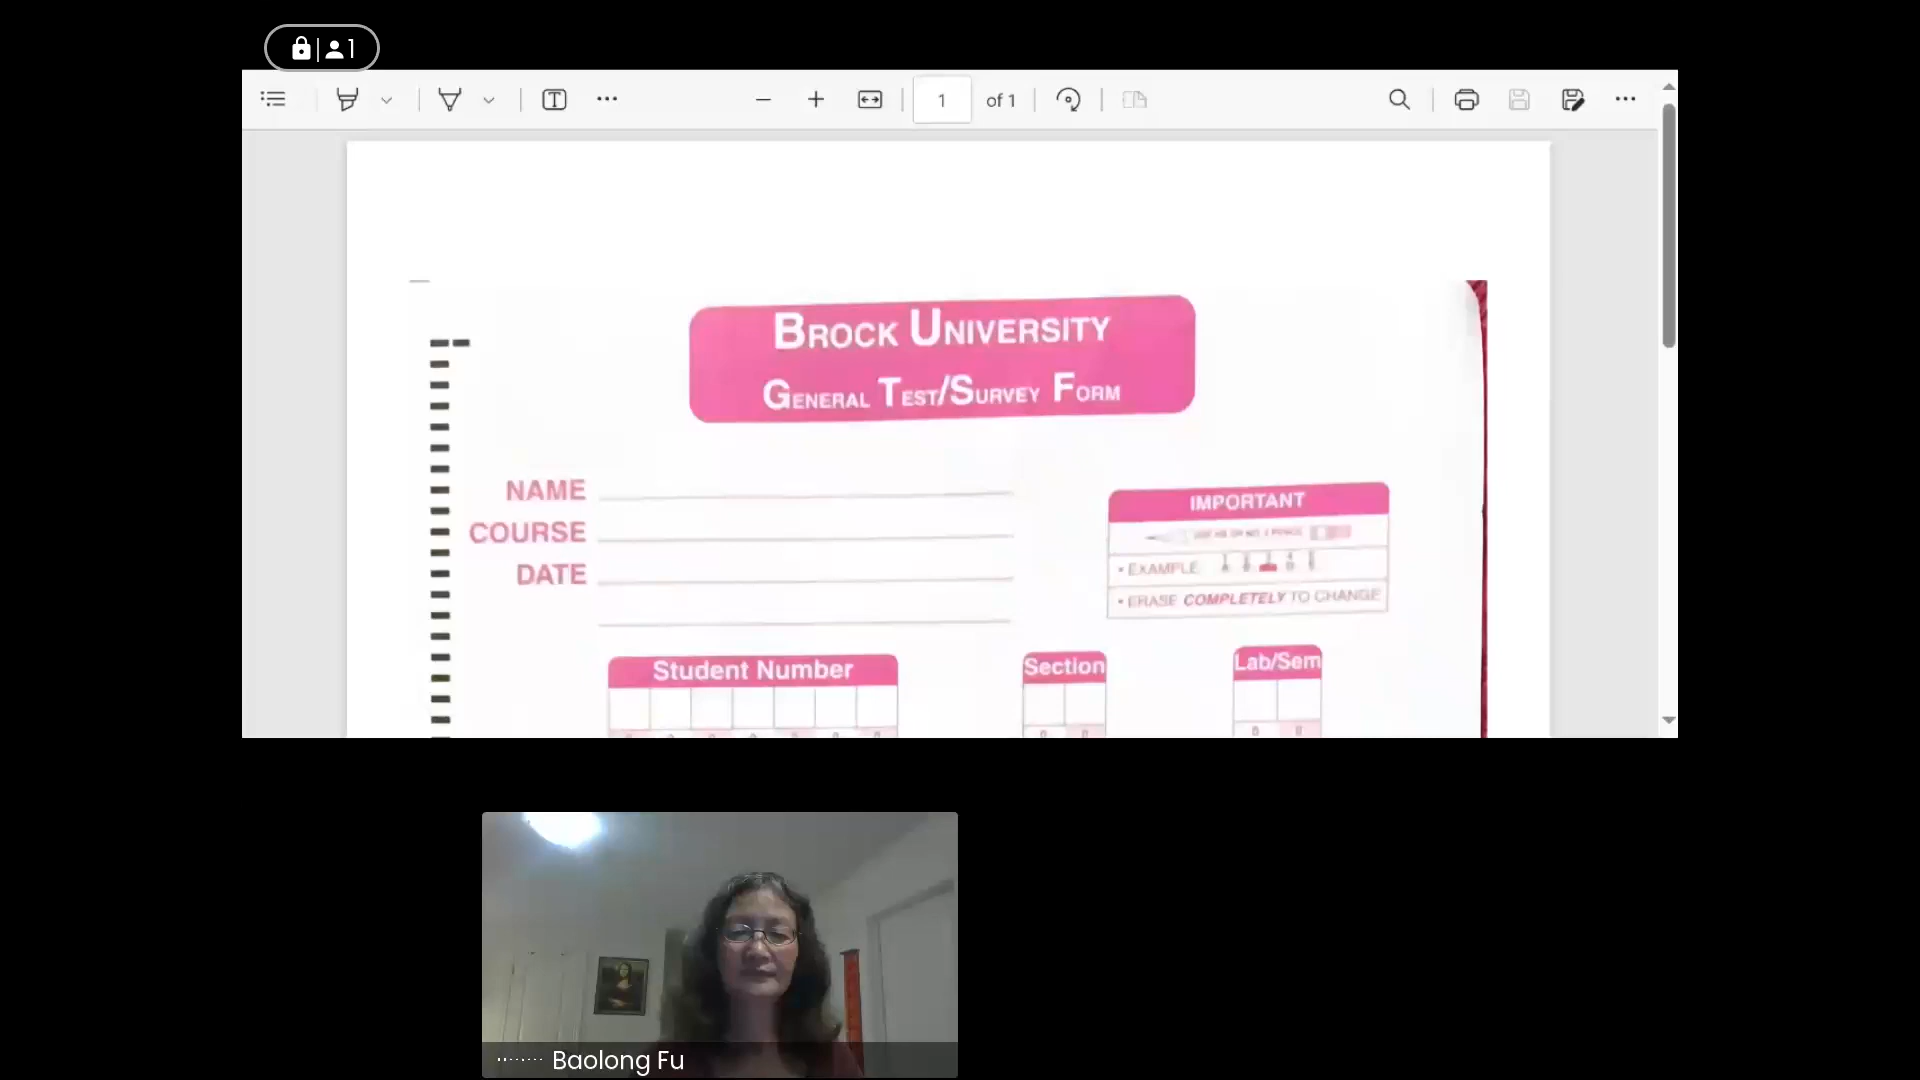 1
1 of 1
BROCK UNIVERSITY
GENERAL TEST/SURVEY FORM
NAME
COURSE
DATE
IMPORTANT
• EXAMPLE
• ERASE COMPLETELY TO CHANGE
Student Number
Section
Lab/Sem
Baolong Fu